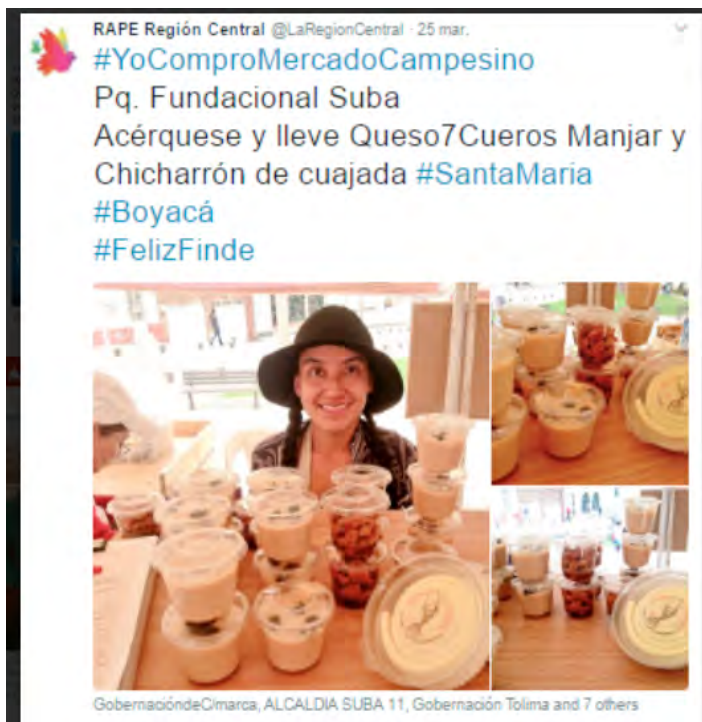 RAPE Región Central @LaRegionCentral · 25 mar.
#YoComproMercadoCampesino
Pq. Fundacional Suba
Acérquese y lleve Queso7Cueros Manjar y
Chicharrón de cuajada #SantaMaria
#Boyacá
#FelizFinde
GobernacióndeC/marca, ALCALDIA SUBA 11, Gobernación Tolima and 7 others